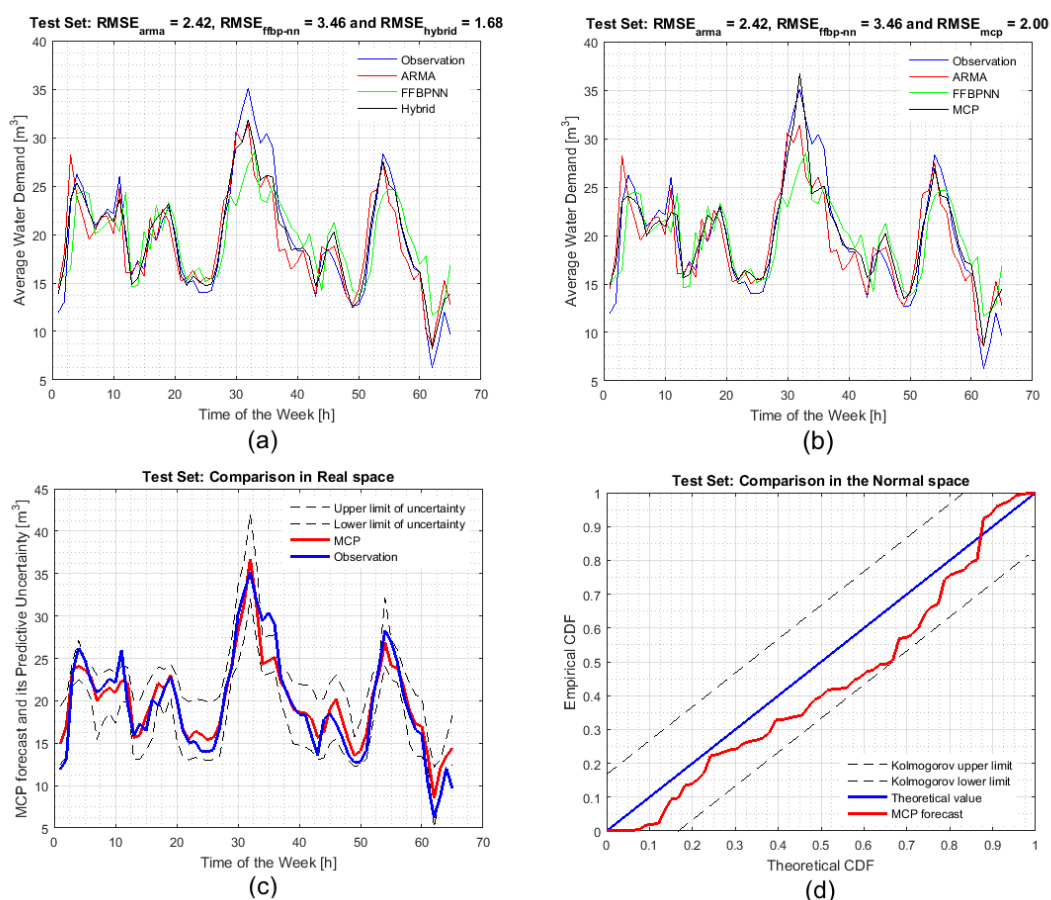 Test Set: RMSE_arma = 2.42, RMSE_ffbp-nn = 3.46 and RMSE_hybrid = 1.68
40
35
30
25
20
15
10
5
Average Water Demand [m³]
Observation
ARMA
FFBPNN
Hybrid
0 10 20 30 40 50 60 70
Time of the Week [h]
(a)
Test Set: RMSE_arma = 2.42, RMSE_ffbp-nn = 3.46 and RMSE_mcp = 2.00
40
35
30
25
20
15
10
5
Average Water Demand [m³]
Observation
ARMA
FFBPNN
MCP
0 10 20 30 40 50 60 70
Time of the Week [h]
(b)
Test Set: Comparison in Real space
45
40
35
30
25
20
15
10
5
MCP forecast and its Predictive Uncertainty [m³]
Upper limit of uncertainty
Lower limit of uncertainty
MCP
Observation
0 10 20 30 40 50 60 70
Time of the Week [h]
(c)
Test Set: Comparison in the Normal space
1
0.9
0.8
0.7
0.6
0.5
0.4
0.3
0.2
0.1
0
Empirical CDF
Kolmogorov upper limit
Kolmogorov lower limit
Theoretical value
MCP forecast
0 0.1 0.2 0.3 0.4 0.5 0.6 0.7 0.8 0.9 1
Theoretical CDF
(d)